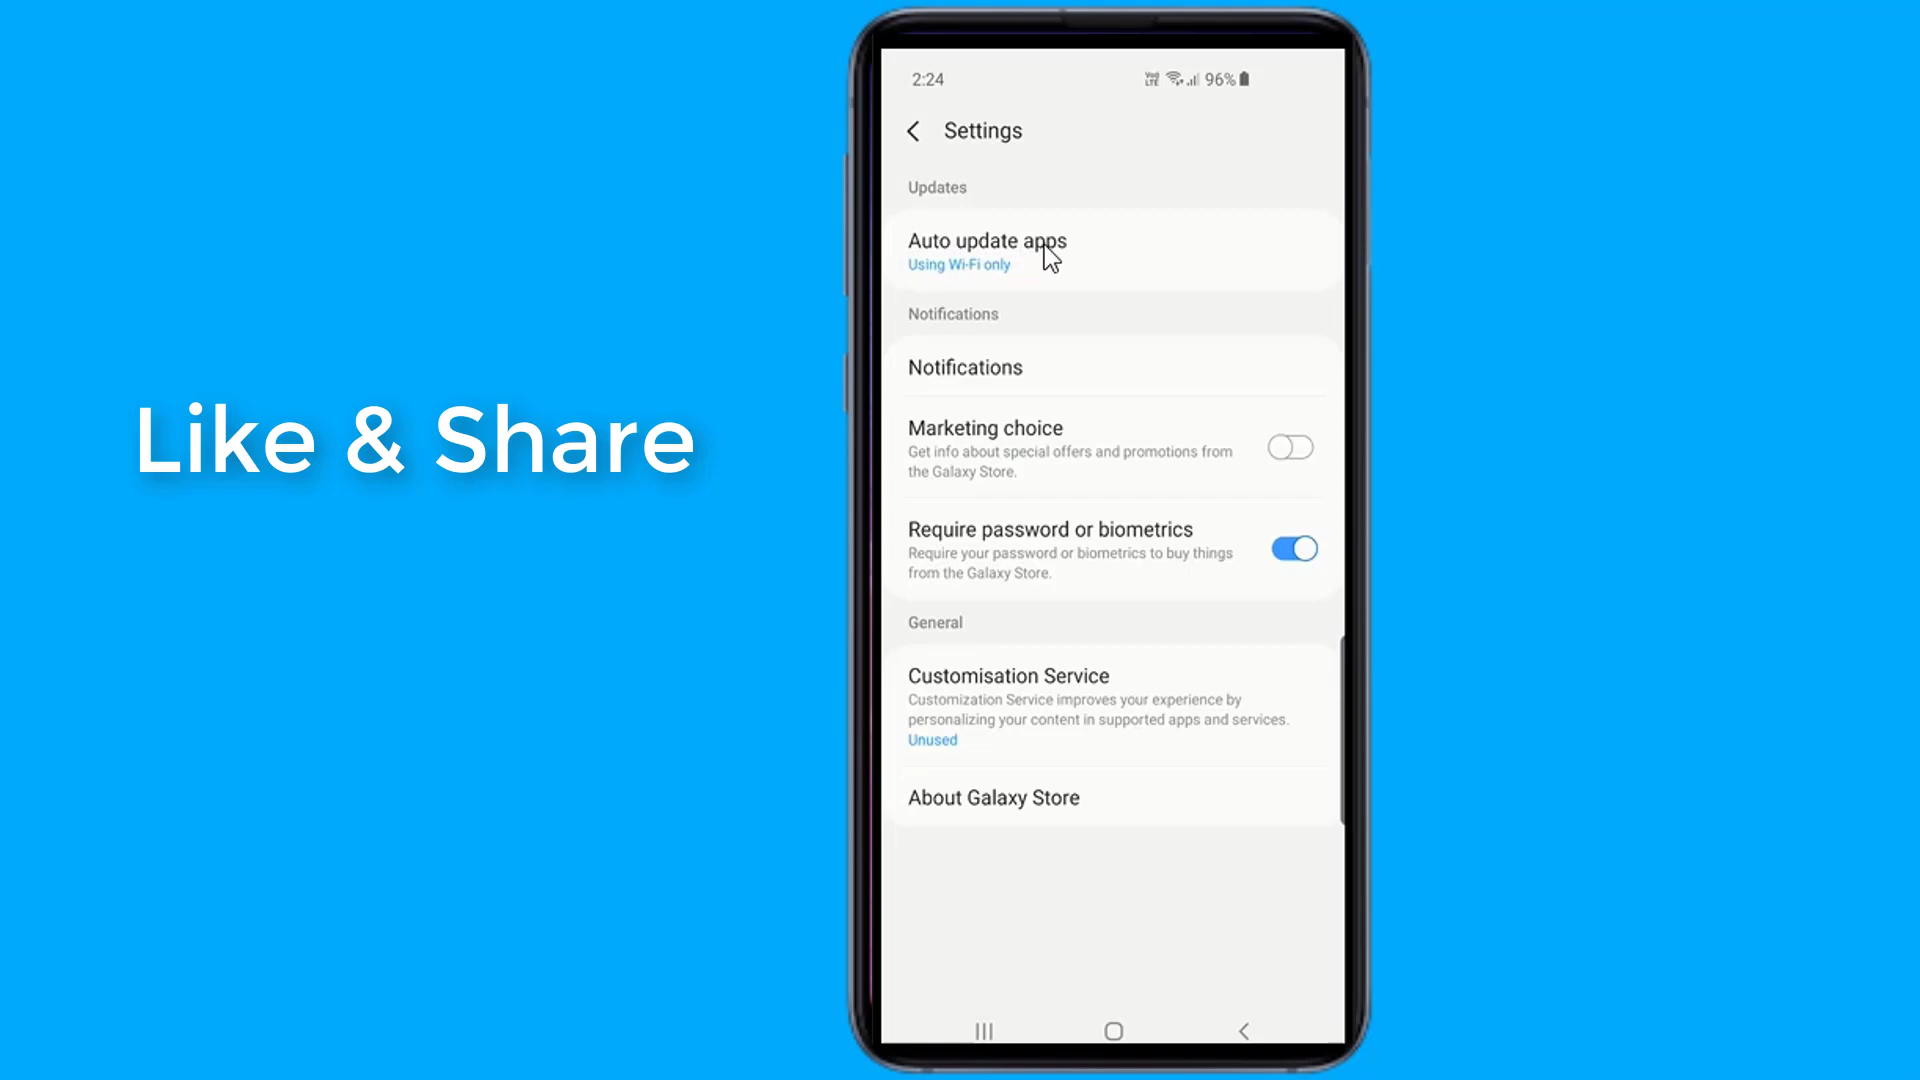 Like & Share
2:24
96%
Settings
Updates
Auto update apps
Using Wi-Fi only
Notifications
Notifications
Marketing choice
Get info about special offers and promotions from
the Galaxy Store.
Require password or biometrics
Require your password or biometrics to buy things
from the Galaxy Store.
General
Customisation Service
Customization Service improves your experience by
personalizing your content in supported apps and services.
Unused
About Galaxy Store